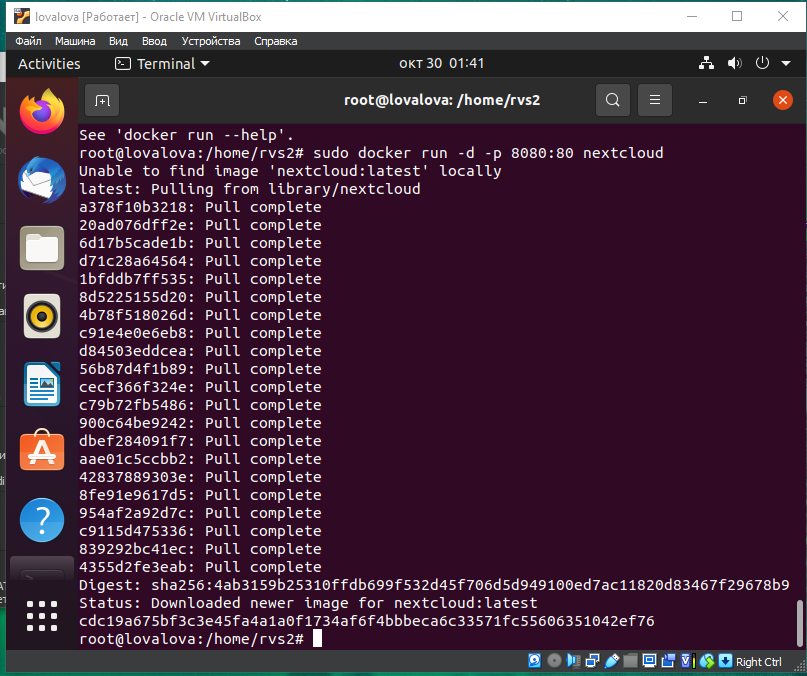 lovalova [Работает] - Oracle VM VirtualBox
Файл Машина Вид Ввод Устройства Справка
Activities Terminal окт 30 01:41
root@lovalova: /home/rvs2
See 'docker run --help'.
root@lovalova:/home/rvs2# sudo docker run -d -p 8080:80 nextcloud
Unable to find image 'nextcloud:latest' locally
latest: Pulling from library/nextcloud
a378f10b3218: Pull complete
20ad076dff2e: Pull complete
6d17b5cade1b: Pull complete
d71c28a64564: Pull complete
1bfddb7ff535: Pull complete
8d5225155d20: Pull complete
4b78f518026d: Pull complete
c91e4e0e6eb8: Pull complete
d84503eddcea: Pull complete
56b87d4f1b89: Pull complete
cecf366f324e: Pull complete
c79b72fb5486: Pull complete
900c64be9242: Pull complete
dbef284091f7: Pull complete
aae01c5ccbb2: Pull complete
42837889303e: Pull complete
8fe91e9617d5: Pull complete
954af2a92d7c: Pull complete
c9115d475336: Pull complete
839292bc41ec: Pull complete
4355d2fe3eab: Pull complete
Digest: sha256:4ab3159b25310ffdb699f532d45f706d5d949100ed7ac11820d83467f29678b9
Status: Downloaded newer image for nextcloud:latest
cdc19a675bf3c3e45fa4a1a0f1734af6f4bbbeca6c33571fc55606351042ef76
root@lovalova:/home/rvs2#
Right Ctrl